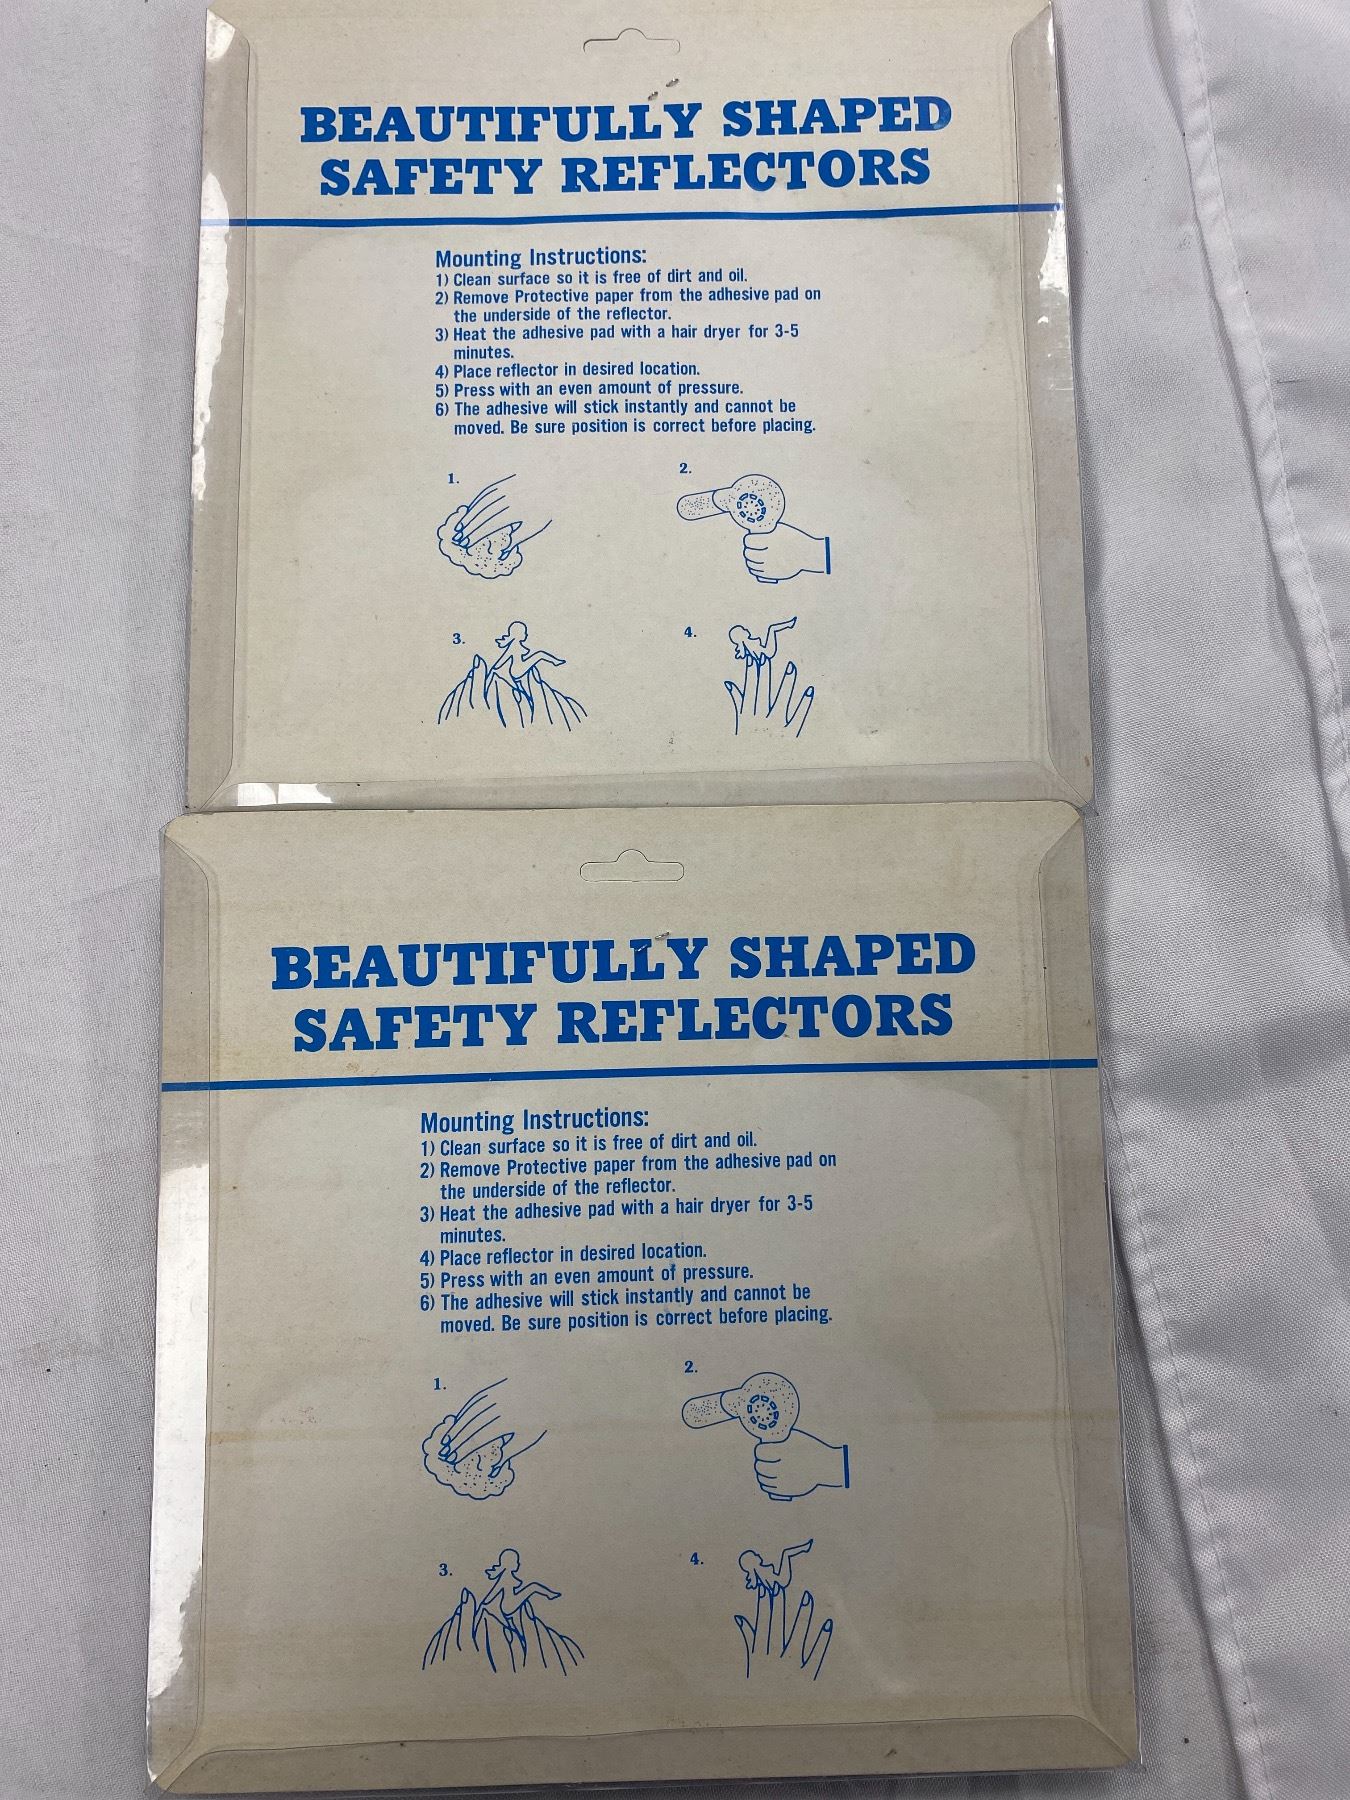 BEAUTIFULLY SHAPED
SAFETY REFLECTORS
Mounting Instructions:
1) Clean surface so it is free of dirt and oil.
2) Remove Protective paper from the adhesive pad on
the underside of the reflector.
3) Heat the adhesive pad with a hair dryer for 3-5
minutes.
4) Place reflector in desired location.
5) Press with an even amount of pressure.
6) The adhesive will stick instantly and cannot be
moved. Be sure position is correct before placing.
1.
2.
3.
4.
BEAUTIFULLY SHAPED
SAFETY REFLECTORS
Mounting Instructions:
1) Clean surface so it is free of dirt and oil.
2) Remove Protective paper from the adhesive pad on
the underside of the reflector.
3) Heat the adhesive pad with a hair dryer for 3-5
minutes.
4) Place reflector in desired location.
5) Press with an even amount of pressure.
6) The adhesive will stick instantly and cannot be
moved. Be sure position is correct before placing.
1.
2.
3.
4.